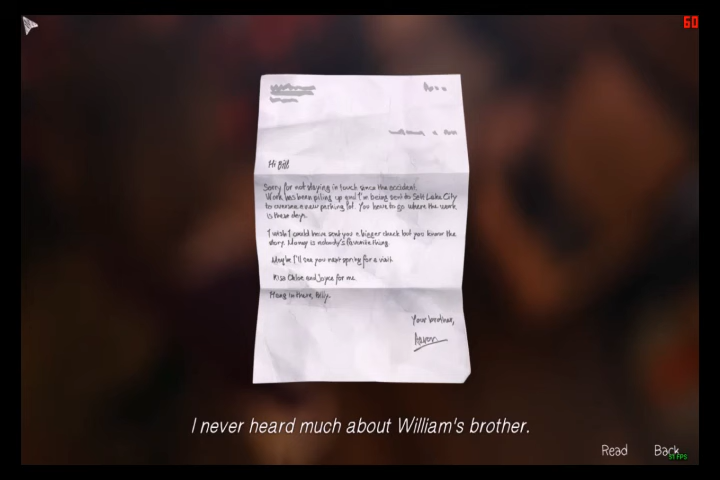 60
Hi Bill
Sorry for not staying in touch since the accident.
Work has been piling up and I'm being sent to Salt Lake City
to oversee a new parking lot. You have to go where the work
is these days.
I wish I could have sent you a bigger check but you know the
story. Money is nobody's favorite thing.
Maybe I'll see you next spring for a visit.
Kiss Chloe and Joyce for me.
Hang in there, Billy.
Your brother,
Aaron
I never heard much about William's brother.
Read Back
51 FPS